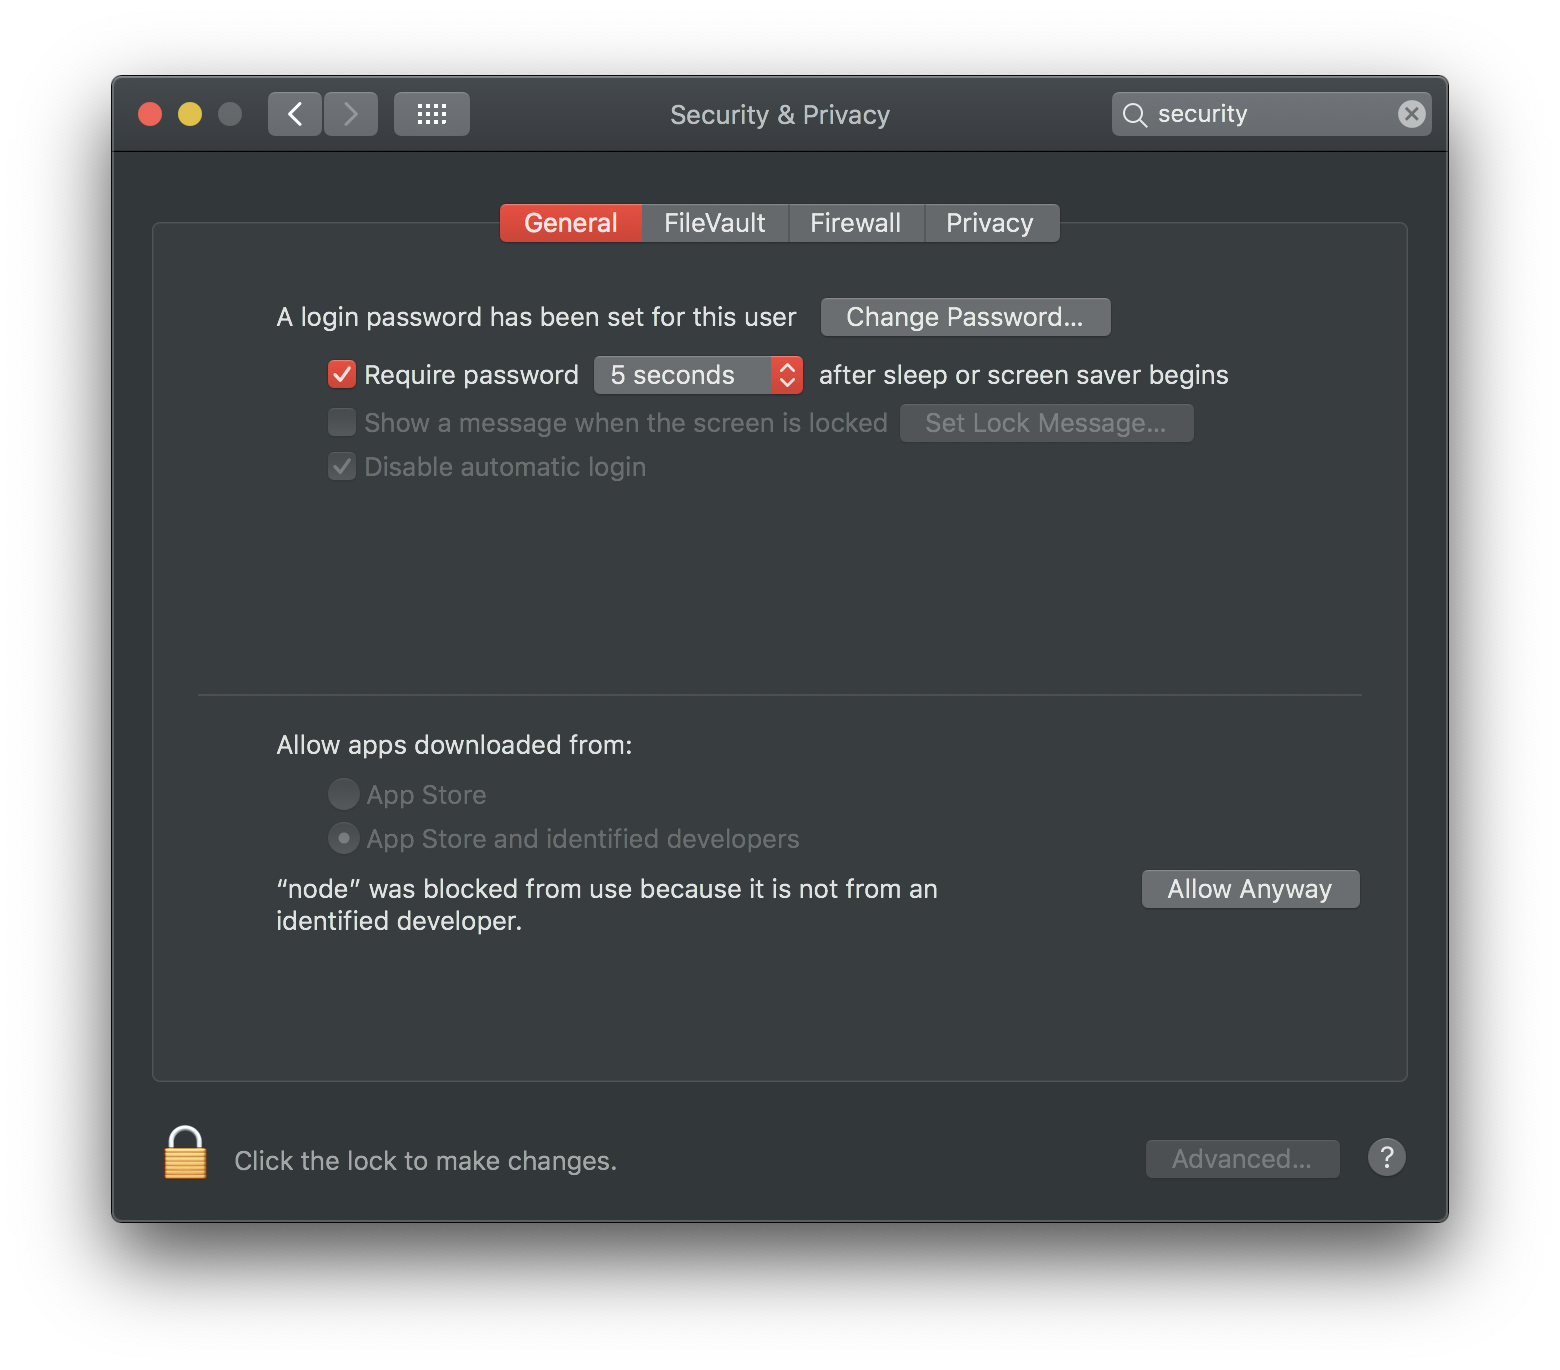 Security & Privacy
security
General FileVault Firewall Privacy
A login password has been set for this user Change Password...
Require password 5 seconds after sleep or screen saver begins
Show a message when the screen is locked Set Lock Message...
Disable automatic login
Allow apps downloaded from:
App Store
App Store and identified developers
“node” was blocked from use because it is not from an Allow Anyway
identified developer.
Click the lock to make changes. Advanced... ?